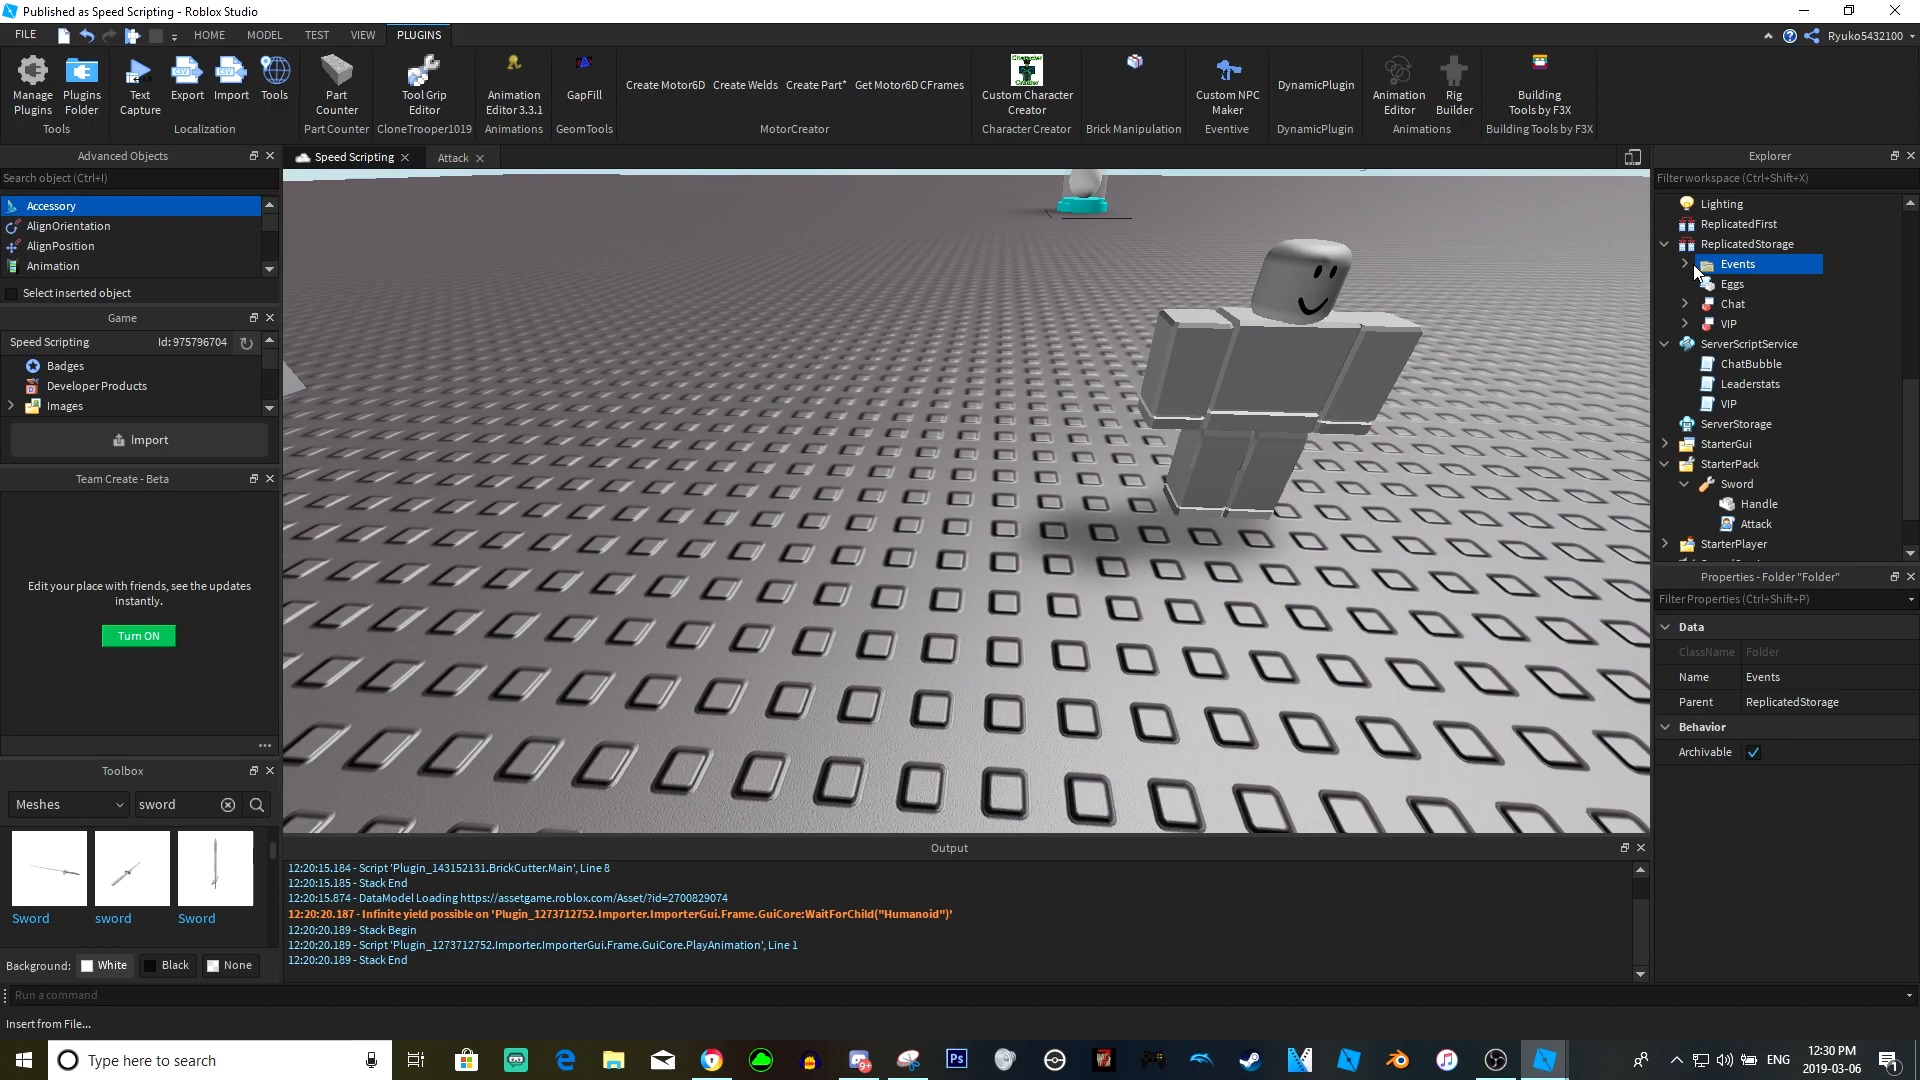 Published as Speed Scripting - Roblox Studio
FILE
HOME
MODEL
TEST
VIEW
PLUGINS
Ryuko5432100
Manage Plugins
Plugins Folder
Tools
Text Capture
Export
Import
Tools
Localization
Part Counter
Part Counter
Tool Grip Editor
CloneTrooper1019
Animation Editor 3.3.1
Animations
GapFill
GeomTools
Create Motor6D
Create Welds
Create Part*
Get Motor6D CFrames
MotorCreator
Custom Character Creator
Character Creator
Brick Manipulation
Custom NPC Maker
Eventive
DynamicPlugin
DynamicPlugin
Animation Editor
Rig Builder
Animations
Building Tools by F3X
Building Tools by F3X
Advanced Objects
Search object (Ctrl+I)
Accessory
AlignOrientation
AlignPosition
Animation
Select inserted object
Game
Speed Scripting
Id: 975796704
Badges
Developer Products
Images
Import
Team Create - Beta
Edit your place with friends, see the updates
instantly.
Turn ON
Toolbox
Meshes
sword
Sword
sword
Sword
Background:
White
Black
None
Run a command
Insert from File...
Speed Scripting
Attack
Output
12:20:15.184 - Script 'Plugin_143152131.BrickCutter.Main', Line 8
12:20:15.185 - Stack End
12:20:15.874 - DataModel Loading https://assetgame.roblox.com/Asset/?id=2700829074
12:20:20.187 - Infinite yield possible on 'Plugin_1273712752.Importer.ImporterGui.Frame.GuiCore:WaitForChild("Humanoid")'
12:20:20.189 - Stack Begin
12:20:20.189 - Script 'Plugin_1273712752.Importer.ImporterGui.Frame.GuiCore.PlayAnimation', Line 1
12:20:20.189 - Stack End
Explorer
Filter workspace (Ctrl+Shift+X)
Lighting
ReplicatedFirst
ReplicatedStorage
Events
Eggs
Chat
VIP
ServerScriptService
ChatBubble
Leaderstats
VIP
ServerStorage
StarterGui
StarterPack
Sword
Handle
Attack
StarterPlayer
Properties - Folder "Folder"
Filter Properties (Ctrl+Shift+P)
Data
ClassName
Folder
Name
Events
Parent
ReplicatedStorage
Behavior
Archivable
Type here to search
Ps
9+
ENG
12:30 PM
2019-03-06
1